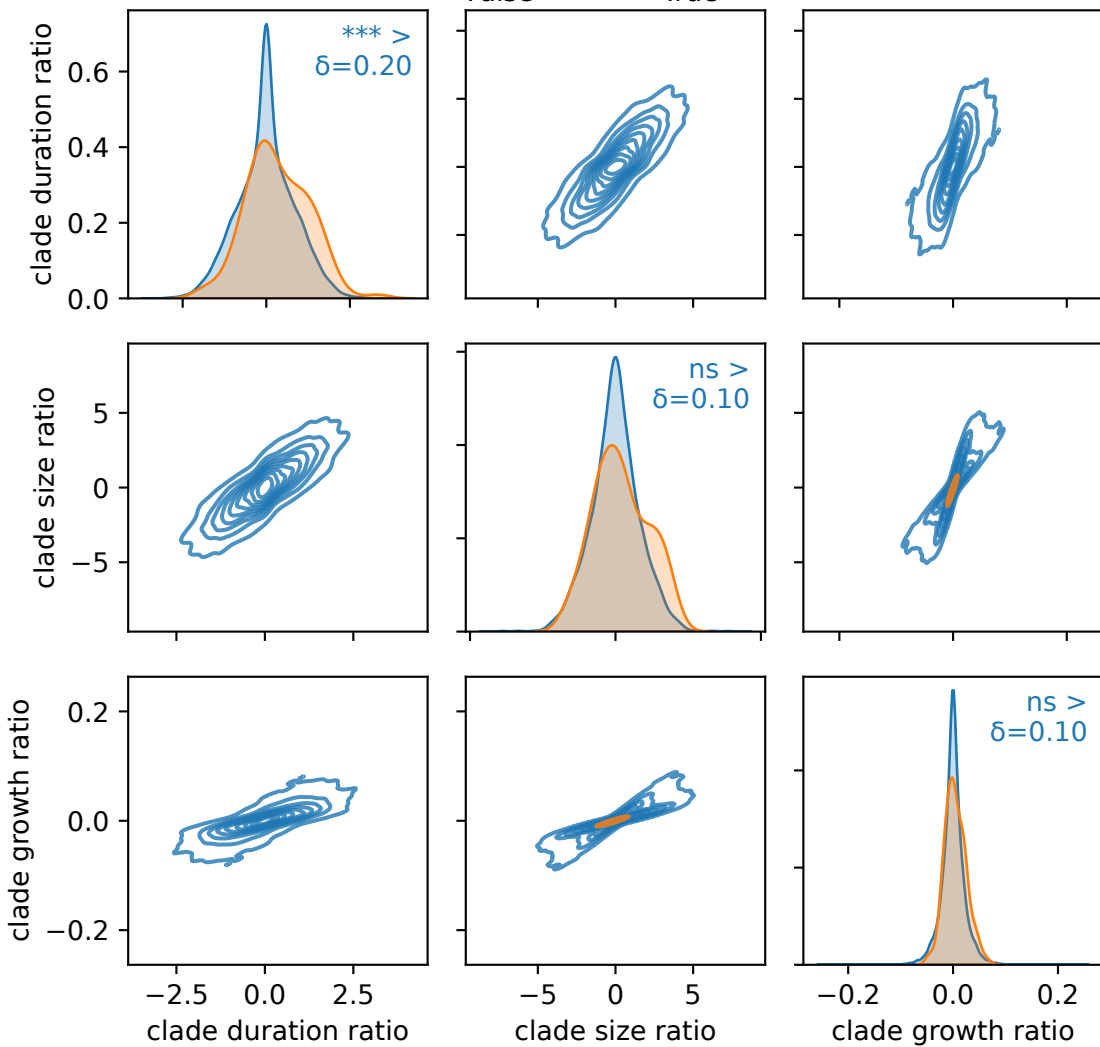 True
clade duration ratio
0.6
0.4
0.2
0.0
*** >
δ=0.20
clade size ratio
5
0
−5
ns >
δ=0.10
clade growth ratio
0.2
0.0
−0.2
ns >
δ=0.10
−2.5 0.0 2.5
clade duration ratio
−5 0 5
clade size ratio
−0.2 0.0 0.2
clade growth ratio